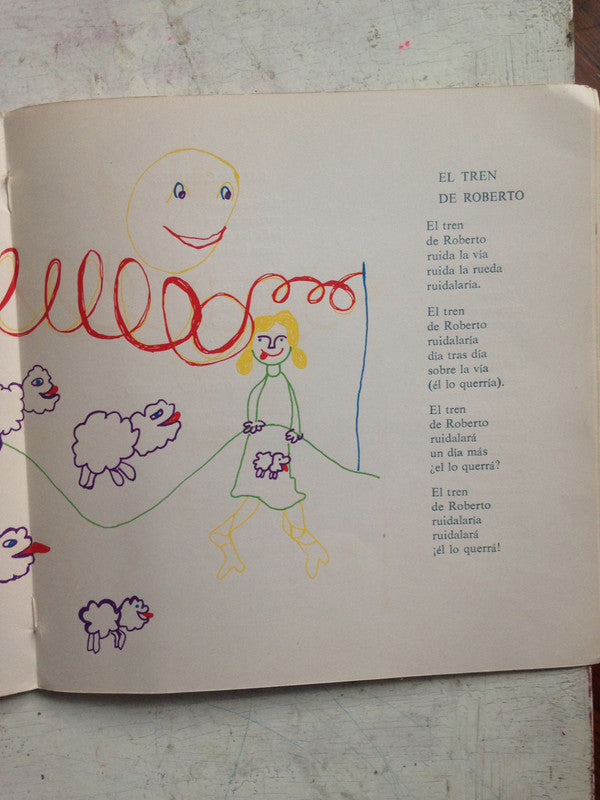 EL TREN
DE ROBERTO
El tren
de Roberto
ruida la vía
ruida la rueda
ruidalaría.
El tren
de Roberto
ruidalaría
día tras día
sobre la vía
(él lo querría).
El tren
de Roberto
ruidalará
un día más
¿el lo querrá?
El tren
de Roberto
ruidalaría
ruidalará
¡él lo querrá!